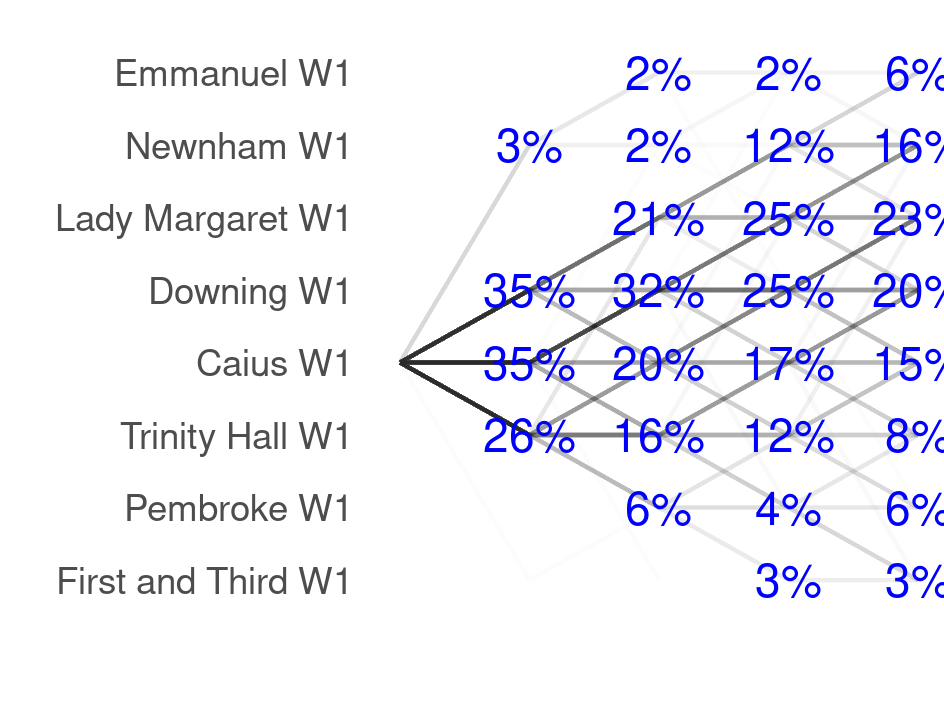 Emmanuel W1 2% 2% 6%
Newnham W1 3% 2% 12% 16%
Lady Margaret W1 21% 25% 23%
Downing W1 35% 32% 25% 20%
Caius W1 35% 20% 17% 15%
Trinity Hall W1 26% 16% 12% 8%
Pembroke W1 6% 4% 6%
First and Third W1 3% 3%